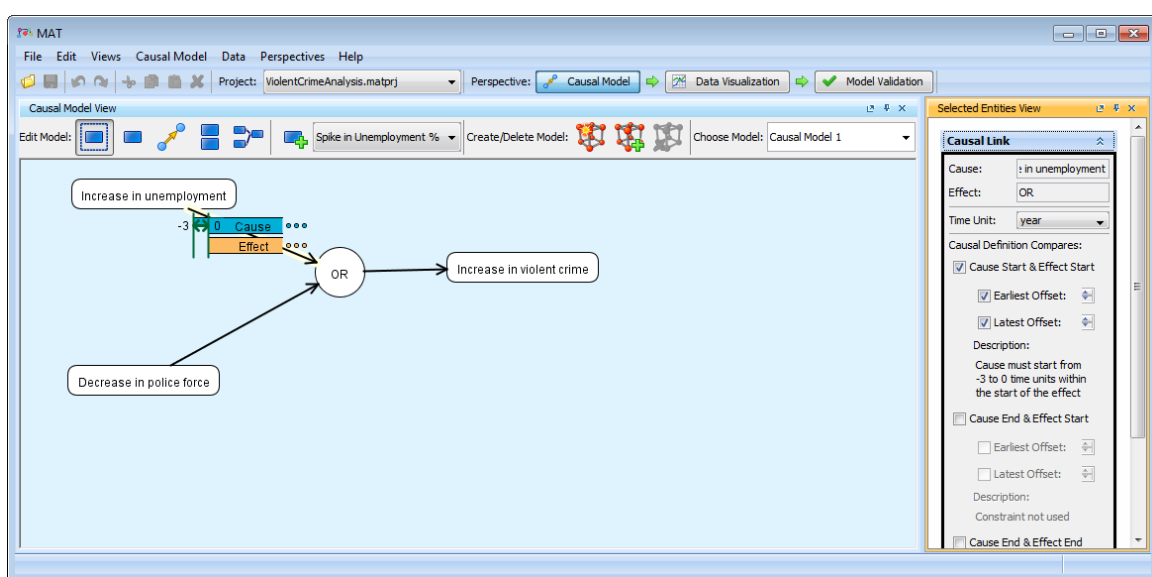 MAT
File Edit Views Causal Model Data Perspectives Help
Project: ViolentCrimeAnalysis.matprj Perspective: Causal Model Data Visualization Model Validation
Causal Model View
Edit Model: Spike in Unemployment % Create/Delete Model: Choose Model: Causal Model 1
Increase in unemployment
-3 0 Cause
Effect
OR
Increase in violent crime
Decrease in police force
Selected Entities View
Causal Link
Cause: in unemployment
Effect: OR
Time Unit: year
Causal Definition Compares:
Cause Start & Effect Start
Earliest Offset:
Latest Offset:
Description:
Cause must start from
-3 to 0 time units within
the start of the effect
Cause End & Effect Start
Earliest Offset:
Latest Offset:
Description:
Constraint not used
Cause End & Effect End